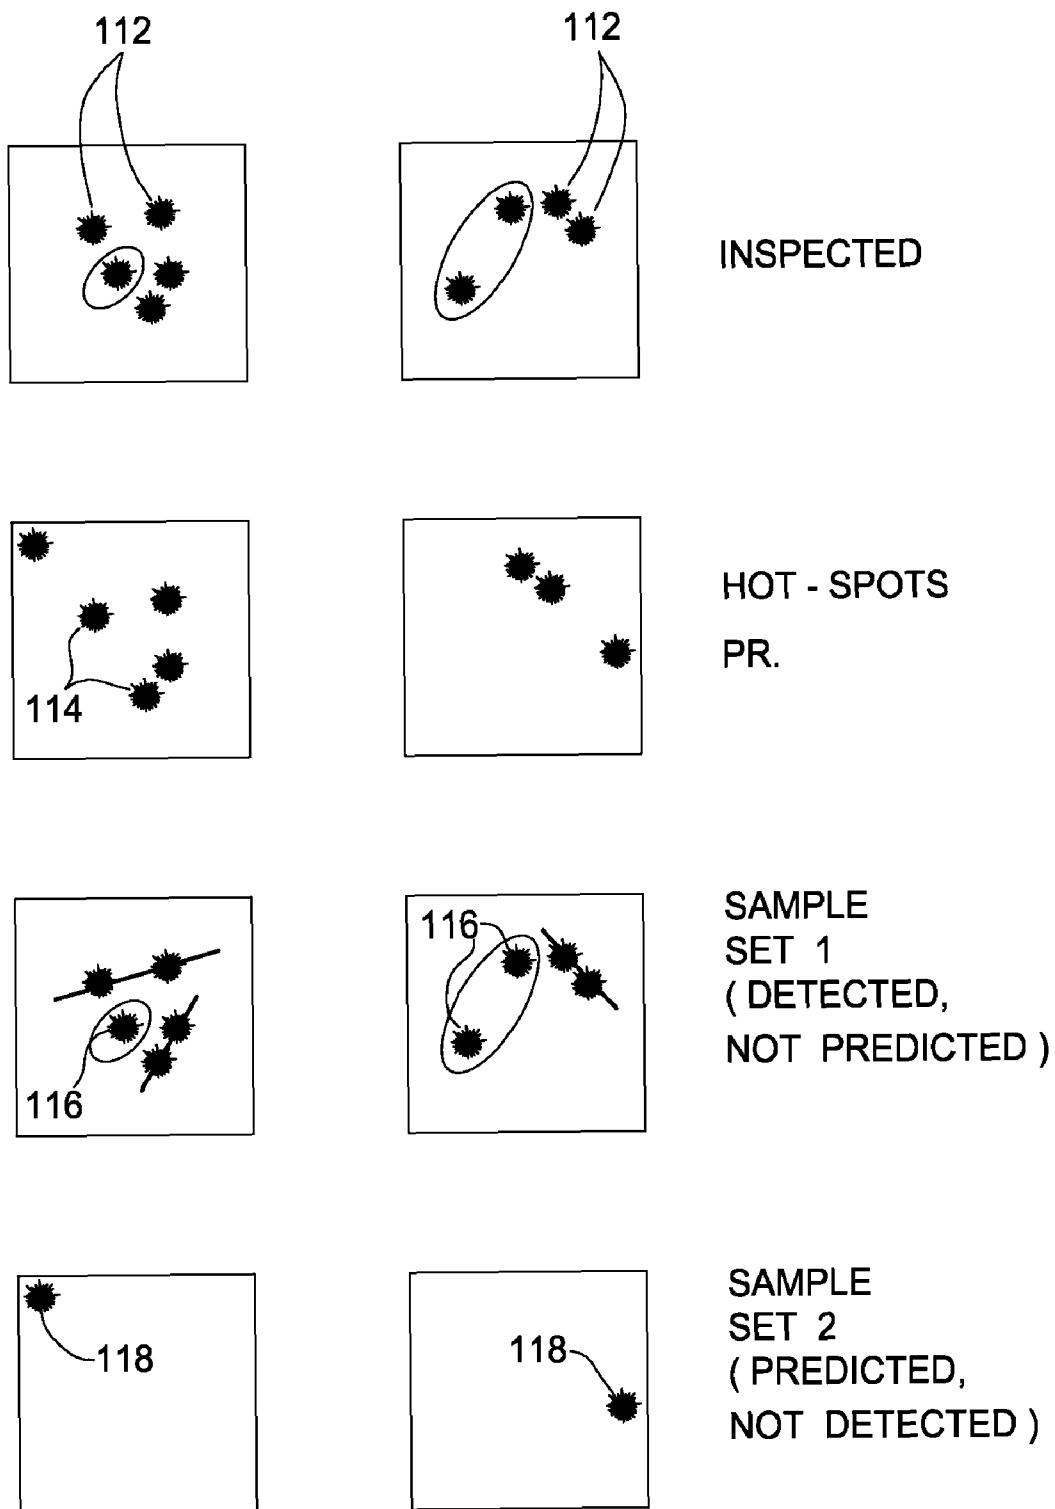 112
112
INSPECTED
HOT - SPOTS
PR.
114
SAMPLE
SET 1
( DETECTED,
NOT PREDICTED )
116
116
SAMPLE
SET 2
( PREDICTED,
NOT DETECTED )
118
118